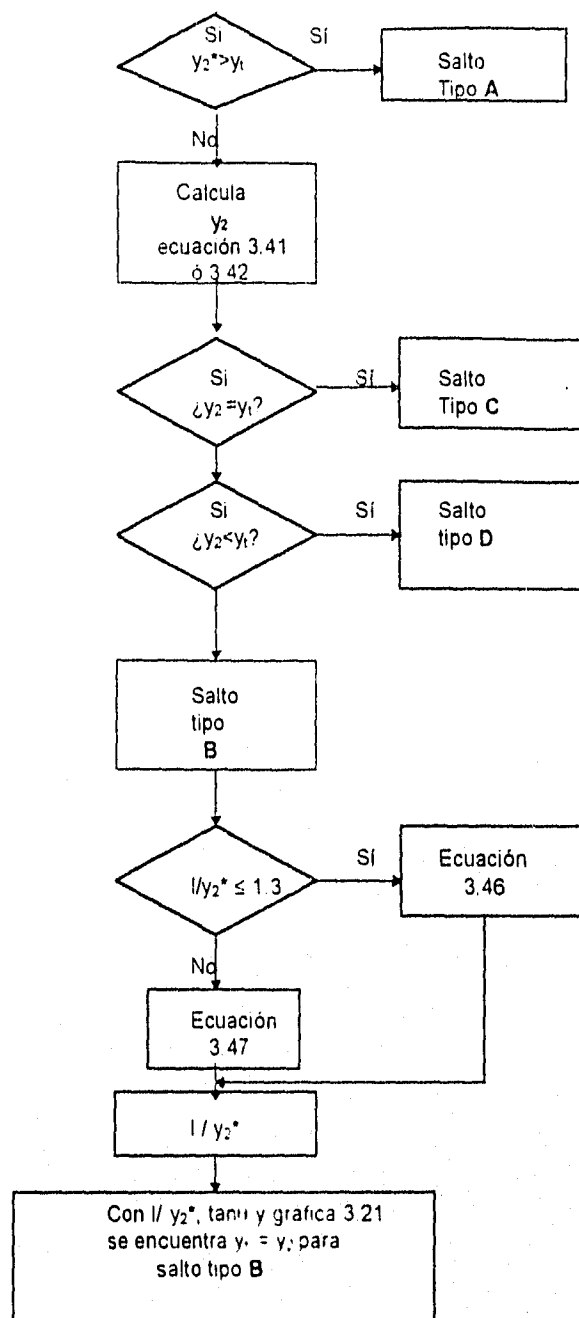 Si
y₂*>yₜ
Sí
Salto
Tipo A
No
Calcula
y₂
ecuación 3.41
ó 3.42
Si
¿y₂=yₜ?
Sí
Salto
Tipo C
Si
¿y₂<yₜ?
Sí
Salto
tipo D
Salto
tipo
B
l/y₂* ≤ 1.3
Sí
Ecuación
3.46
No
Ecuación
3.47
l / y₂*
Con l/ y₂*, y gráfica 3.21
se encuentra = para
salto tipo B